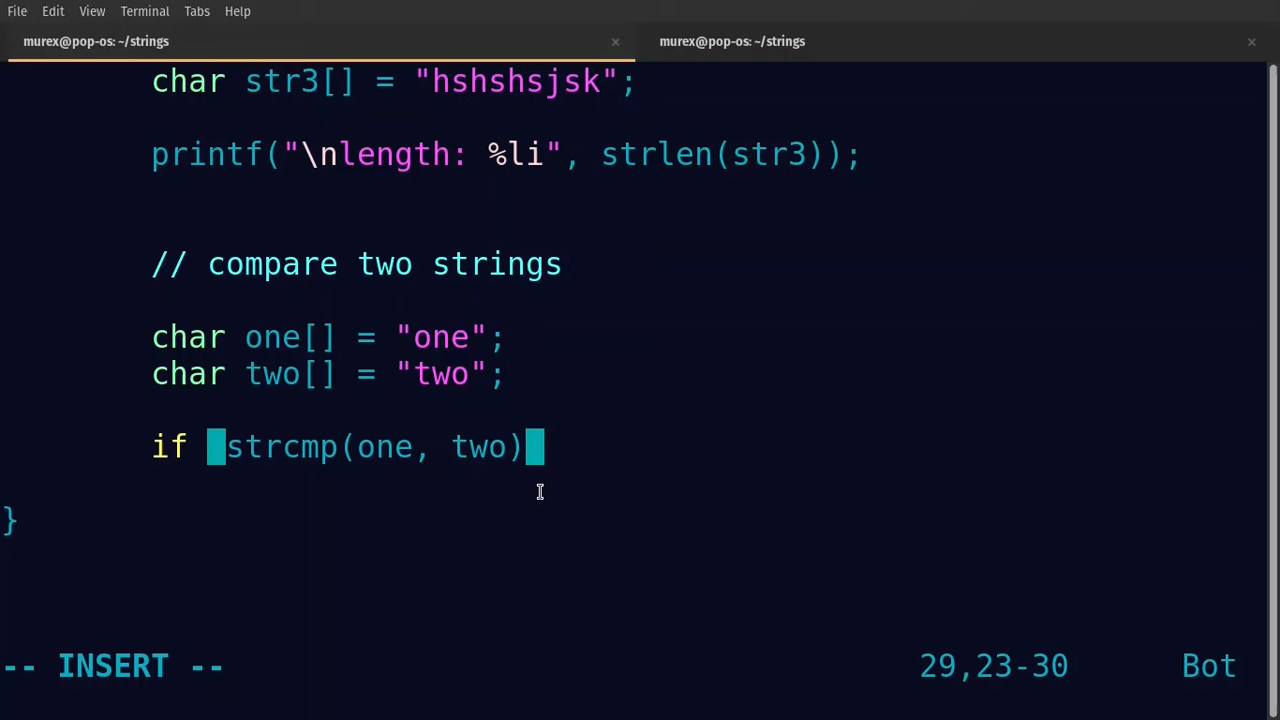 File Edit View Terminal Tabs Help
murex@pop-os: ~/strings × murex@pop-os: ~/strings ×
char str3[] = "hshshsjsk";
printf("\nlength: %li", strlen(str3));
// compare two strings
char one[] = "one";
char two[] = "two";
if (strcmp(one, two))
}
-- INSERT -- 29,23-30 Bot